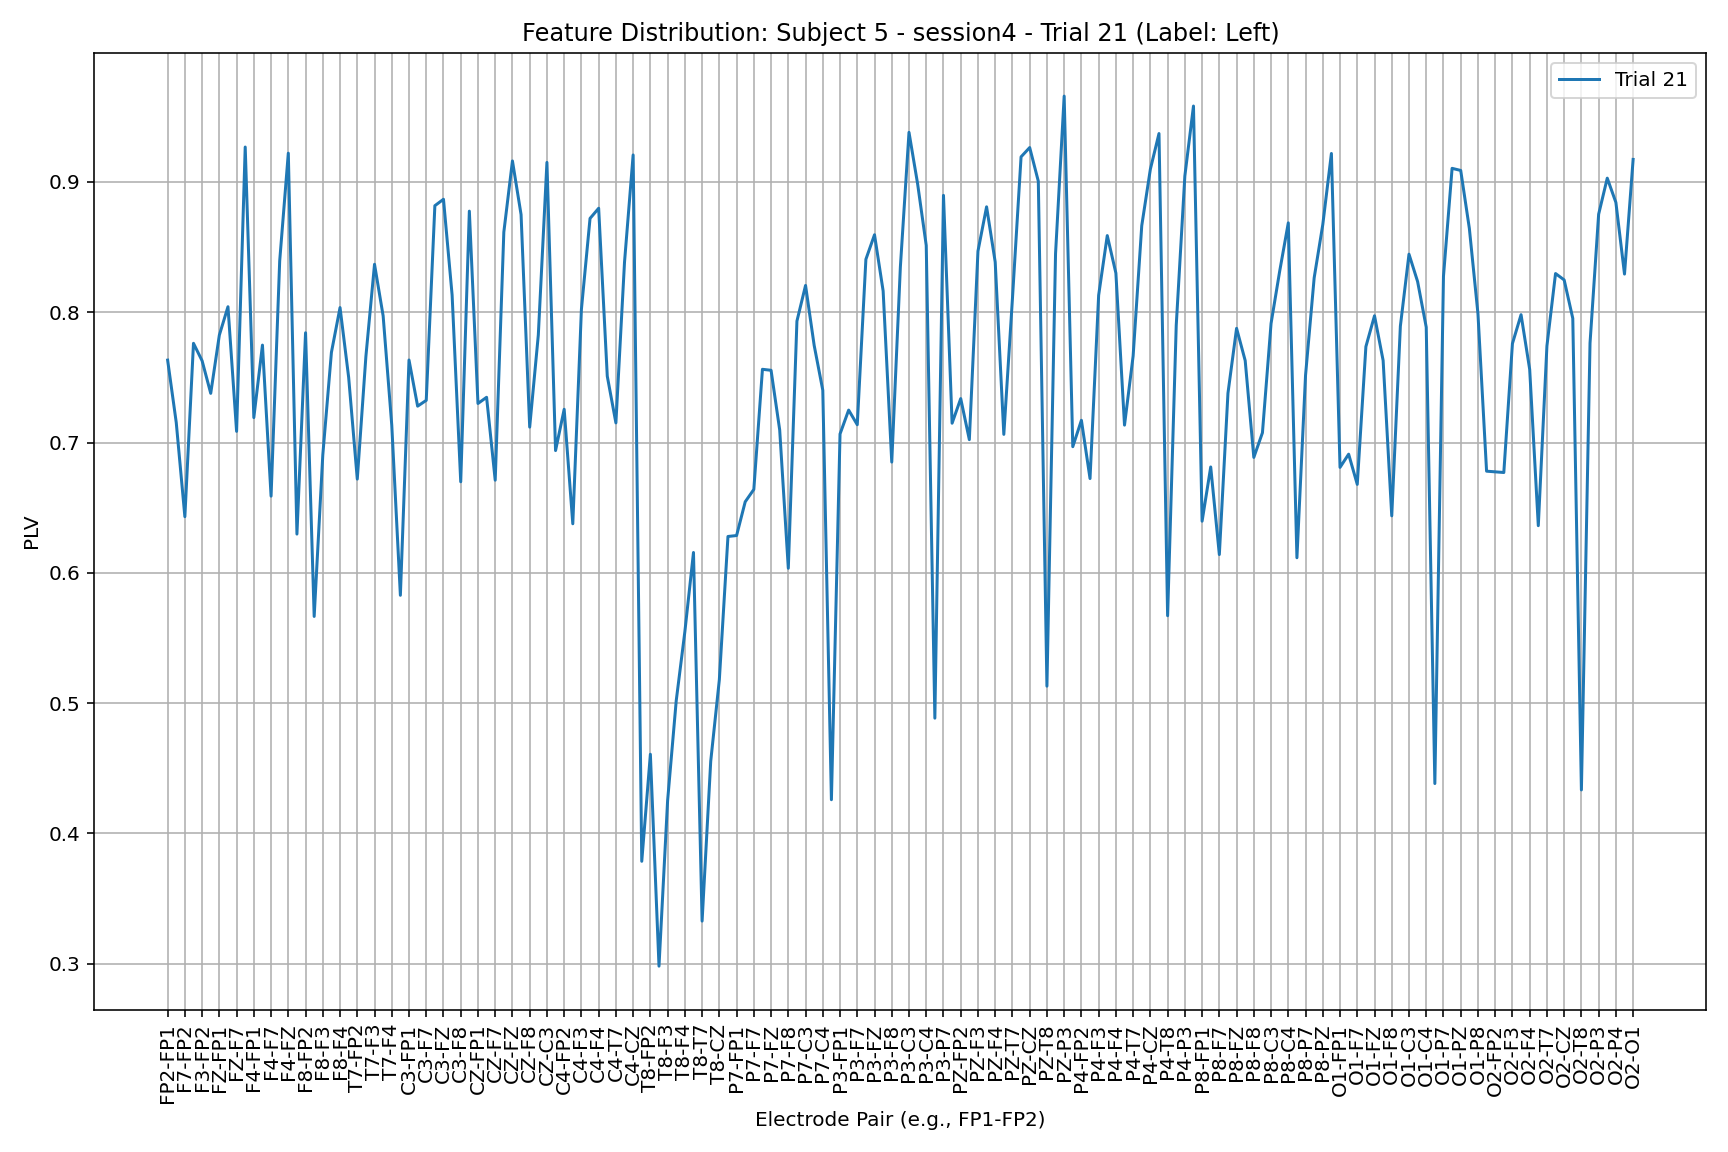 Feature Distribution: Subject 5 - session4 - Trial 21 (Label: Left)
Trial 21
PLV
0.9
0.8
0.7
0.6
0.5
0.4
0.3
FP2-FP1
F7-FP2
F3-FP2
FZ-FP1
FZ-F7
F4-FP1
F4-F7
F4-FZ
F8-FP2
F8-F3
F8-F4
T7-FP2
T7-F3
T7-F4
C3-FP1
C3-F7
C3-FZ
C3-F8
CZ-FP1
CZ-F7
CZ-FZ
CZ-F8
CZ-C3
C4-FP2
C4-F3
C4-F4
C4-T7
C4-CZ
T8-FP2
T8-F3
T8-F4
T8-T7
T8-CZ
P7-FP1
P7-F7
P7-FZ
P7-F8
P7-C3
P7-C4
P3-FP1
P3-F7
P3-FZ
P3-F8
P3-C3
P3-C4
P3-P7
PZ-FP2
PZ-F3
PZ-F4
PZ-T7
PZ-CZ
PZ-T8
PZ-P3
P4-FP2
P4-F3
P4-F4
P4-T7
P4-CZ
P4-T8
P4-P3
P8-FP1
P8-F7
P8-FZ
P8-F8
P8-C3
P8-C4
P8-P7
P8-PZ
O1-FP1
O1-F7
O1-FZ
O1-F8
O1-C3
O1-C4
O1-P7
O1-PZ
O1-P8
O2-FP2
O2-F3
O2-F4
O2-T7
O2-CZ
O2-T8
O2-P3
O2-P4
O2-O1
Electrode Pair (e.g., FP1-FP2)